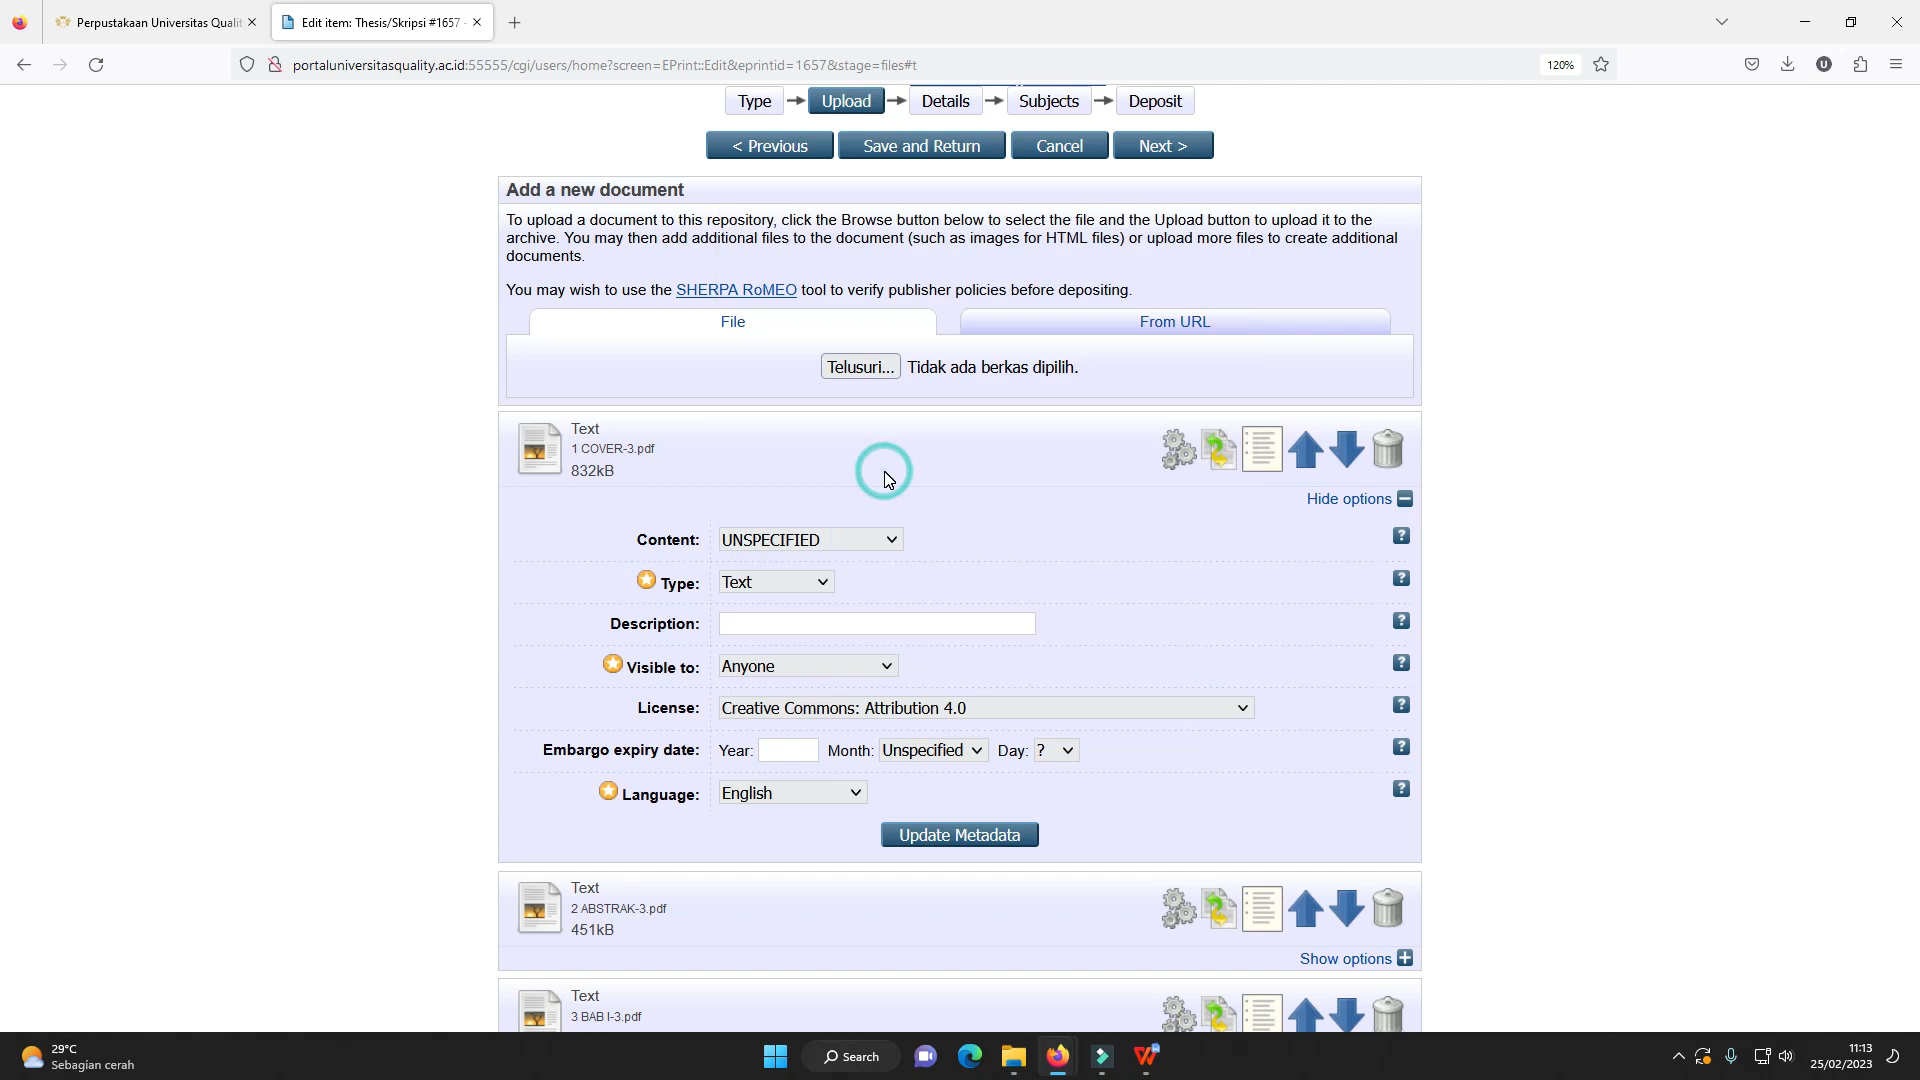 Perpustakaan Universitas Qualit
Edit item: Thesis/Skripsi #1657 -
portaluniversitasquality.ac.id:55555/cgi/users/home?screen=EPrint::Edit&eprintid=1657&stage=files#t
120%
U
Type
Upload
Details
Subjects
Deposit
< Previous
Save and Return
Cancel
Next >
Add a new document
To upload a document to this repository, click the Browse button below to select the file and the Upload button to upload it to the
archive. You may then add additional files to the document (such as images for HTML files) or upload more files to create additional
documents.
You may wish to use the SHERPA RoMEO tool to verify publisher policies before depositing.
File
From URL
Telusuri... Tidak ada berkas dipilih.
Text
1 COVER-3.pdf
832kB
Hide options
Content: UNSPECIFIED
?
Type: Text
?
Description:
?
Visible to: Anyone
?
License: Creative Commons: Attribution 4.0
?
Embargo expiry date: Year: Month: Unspecified Day: ?
?
Language: English
?
Update Metadata
Text
2 ABSTRAK-3.pdf
451kB
Show options
Text
3 BAB I-3.pdf
29°C
Sebagian cerah
Search
11:13
25/02/2023